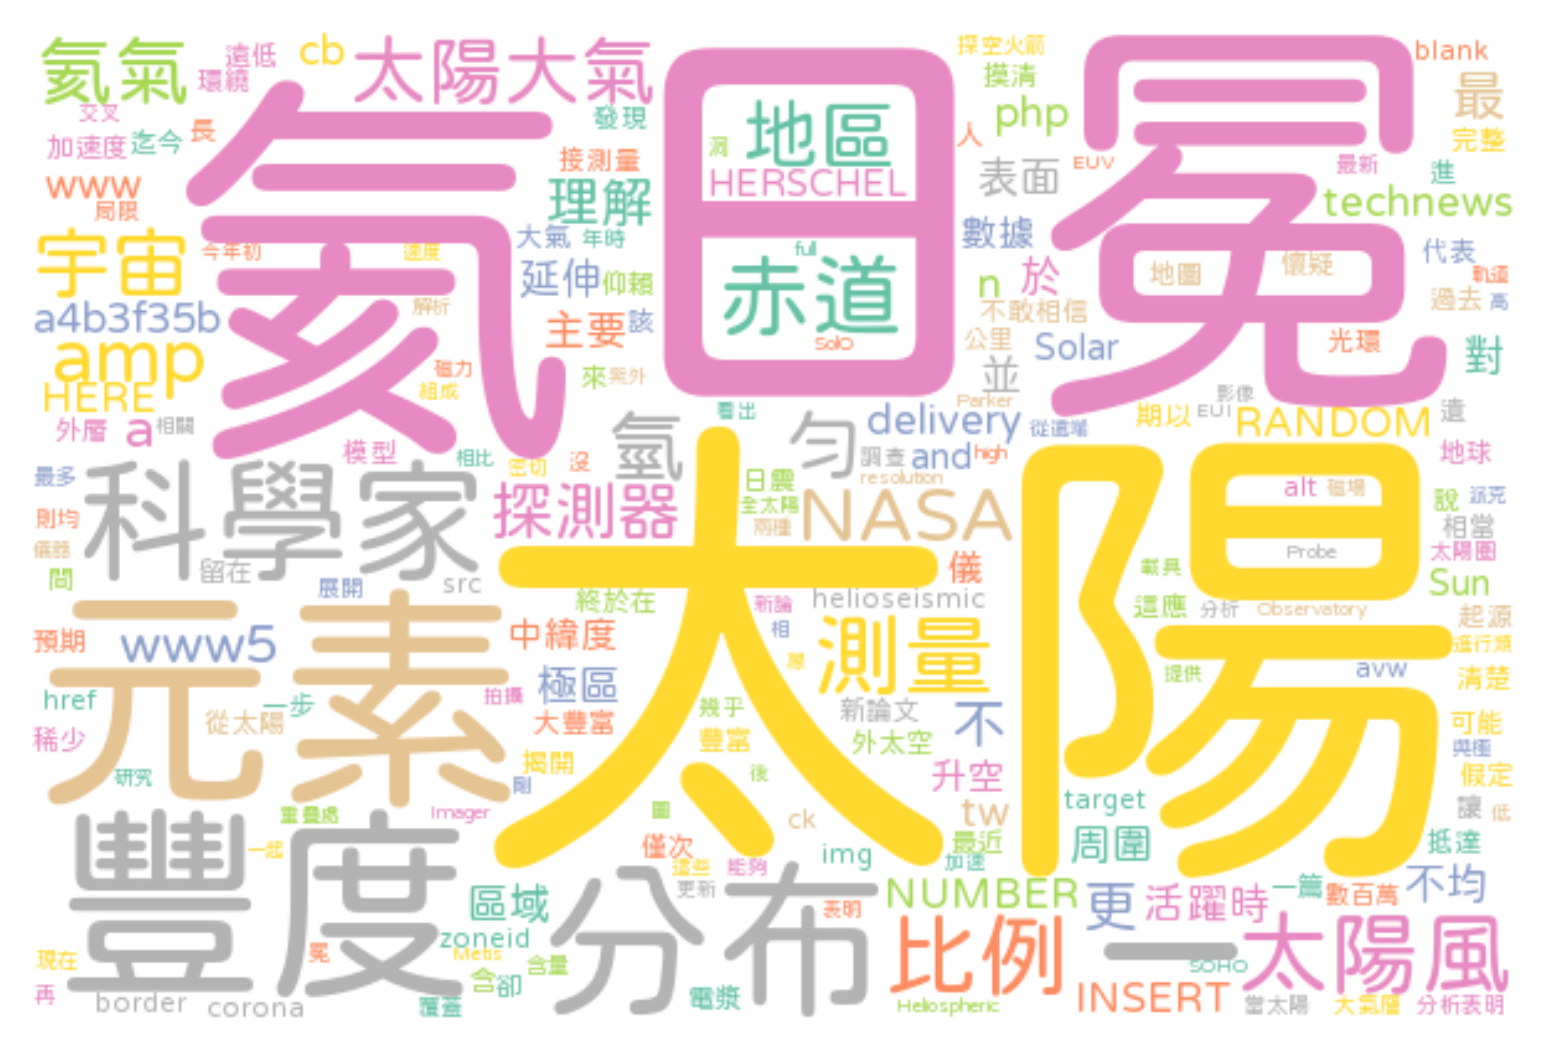 氦氣
遠低
環繞
cb
太陽大氣
日冕
探空火箭
摸清
blank
php
最
交叉
加速度
迄今
長
發現
地區
洞
人
完整
www
局限
氦
接測量
理解
HERSCHEL
表面
EUV
最新
進
technews
宇宙
今年初
速度
大氣
年時
full
數據
地圖
懷疑
代表
軌道
a4b3f35b
解析
延伸
仰賴
赤道
n
於
不敢相信
過去
高
amp
磁力
主要
該
SolO
公里
Solar
光環
對
HERE
組成
來
紫外
並
Parker
影像
外層
a
相關
模型
看出
氫
勻
delivery
從遠端
期以
EUI
RANDOM
遺
最多
科學家
相比
密切
沒
日震
調查
and
high
resolution
地球
則均
探測器
全太陽
兩種
NASA
太陽
alt
磁場
說
派克
相當
儀器
間
留在
展開
src
Probe
太陽圈
終於在
新論
helioseismic
儀
載具
Sun
元素
這應
分析
Observatory
起源
預期
www5
中緯度
相
測量
進行類
href
一步
極區
拍攝
提供
avw
清楚
稀少
從太陽
大豐富
幾乎
新論文
不
可能
豐富
外太空
與極
研究
揭開
剛
後
升空
假定
重疊處
Imager
圖
ck
tw
target
讓
低
豐度
一起
僅次
img
最近
周圍
抵達
這些
能夠
加速
更新
區域
分布
表明
NUMBER
更
活躍時
一篇
數百萬
不均
zoneid
Metis
冕
比例
一
太陽風
SOHO
現在
含
卻
含量
再
border
corona
覆蓋
電漿
Heliospheric
INSERT
當太陽
大氣層
分析表明